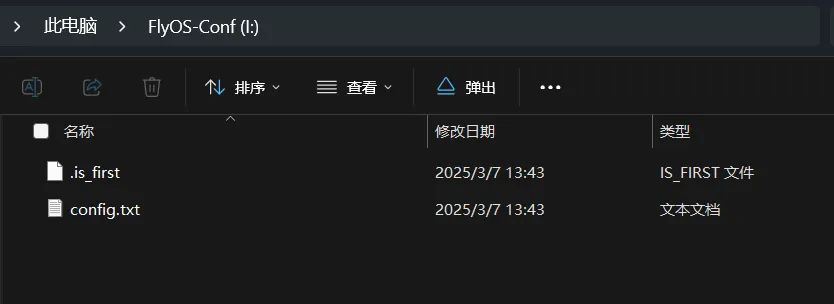 此电脑 FlyOS-Conf (I:)
排序 查看 弹出
名称 修改日期 类型
.is_first 2025/3/7 13:43 IS_FIRST 文件
config.txt 2025/3/7 13:43 文本文档